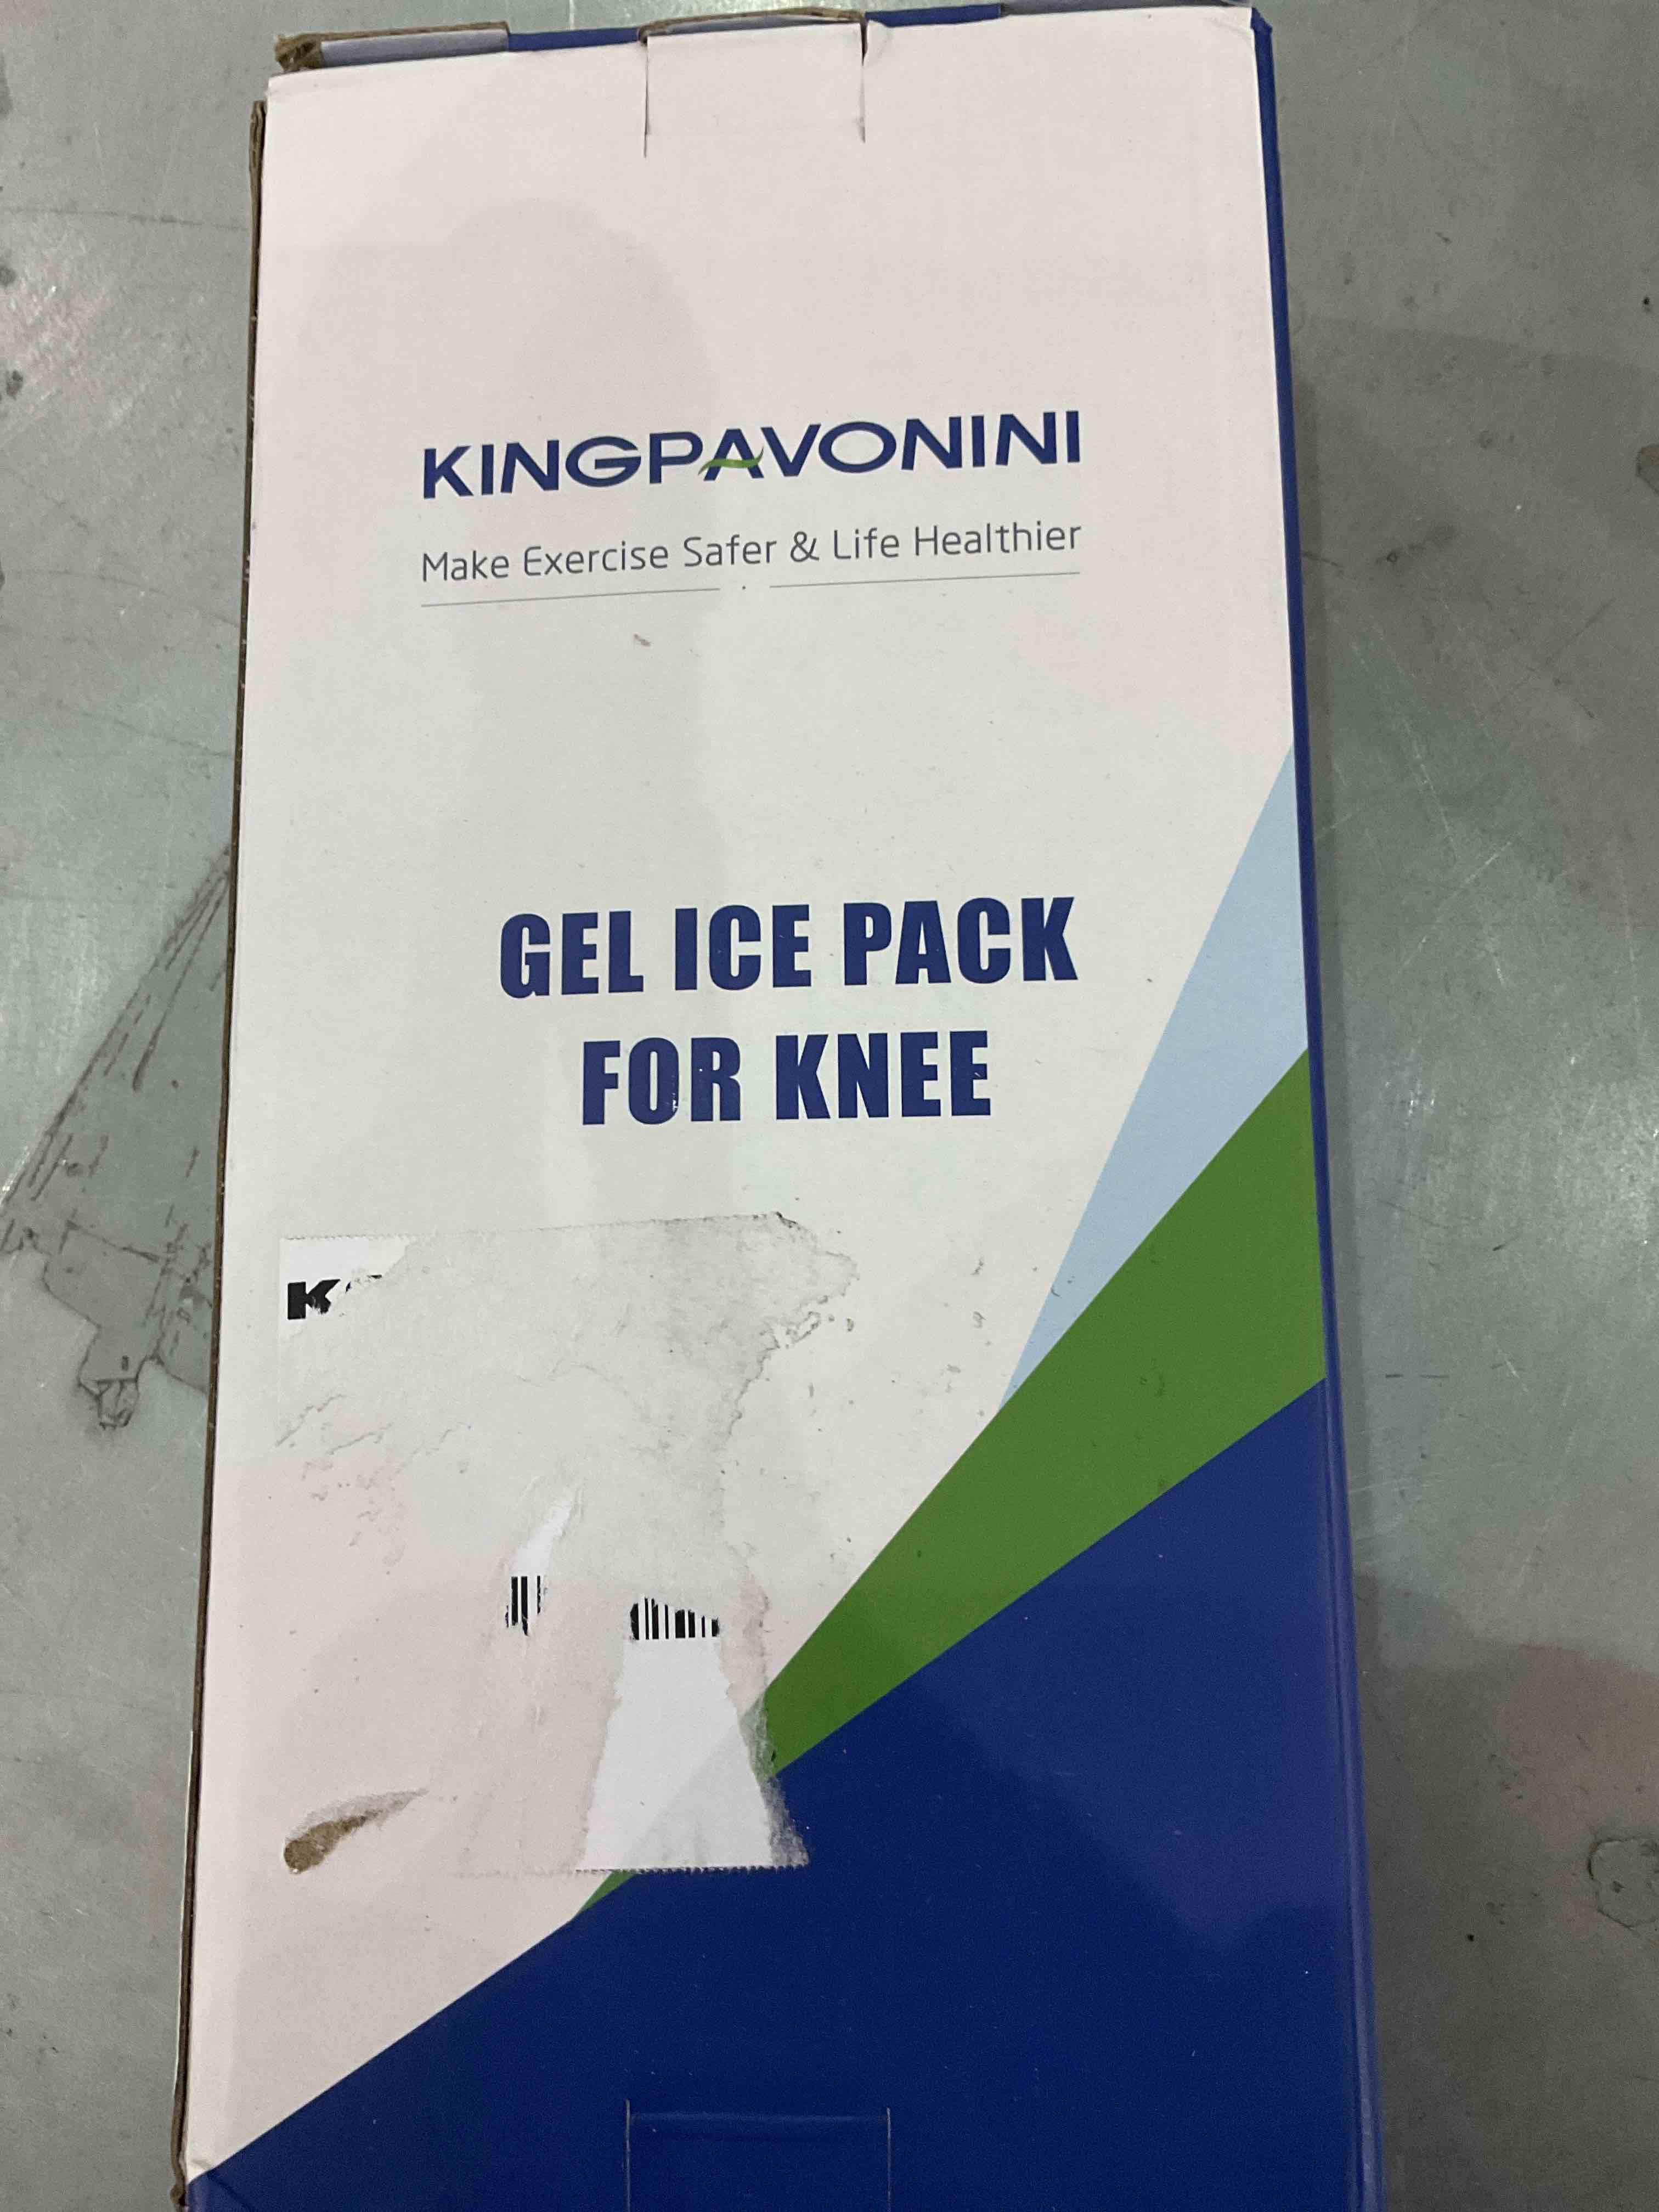 KINGPAVONINI
Make Exercise Safer & Life Healthier
GEL ICE PACK
FOR KNEE
K